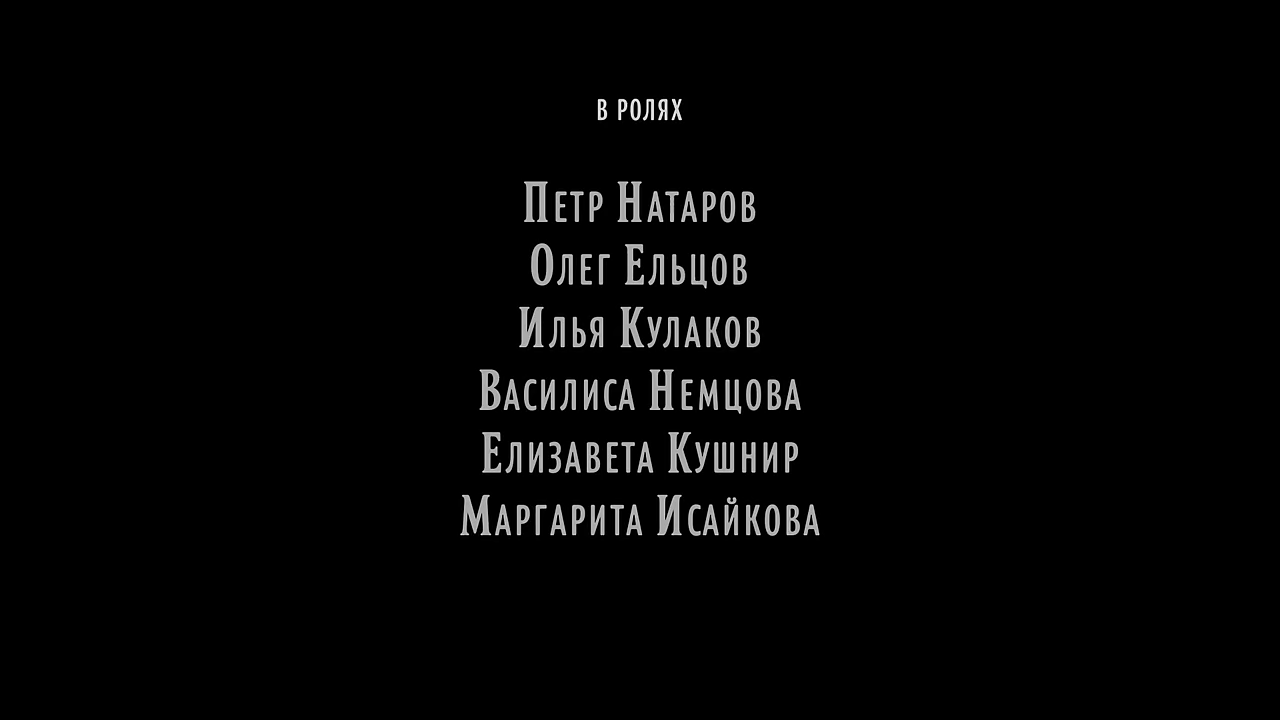 В РОЛЯХ
ПЕТР НАТАРОВ
ОЛЕГ ЕЛЬЦОВ
ИЛЬЯ КУЛАКОВ
ВАСИЛИСА НЕМЦОВА
ЕЛИЗАВЕТА КУШНИР
МАРГАРИТА ИСАЙКОВА